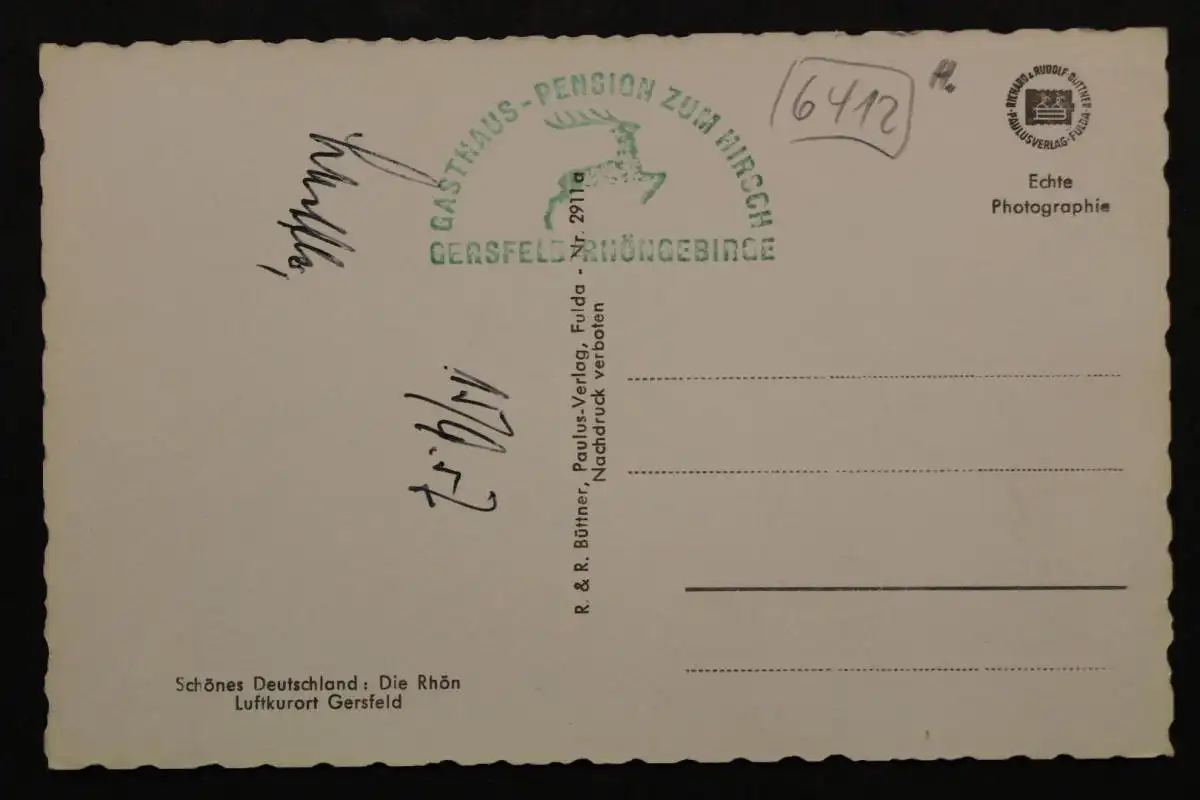 GASTHAUS-PENSION ZUM HIRSCH
GERSFELD RHÖNGEBIRGE
6412
H.
RICHARD & RUDOLF BÜTTNER
PAULUSVERLAG · FULDA
Echte
Photographie
R. & R. Büttner, Paulus-Verlag, Fulda - Nr. 2911a
Nachdruck verboten
Schönes Deutschland: Die Rhön
Luftkurort Gersfeld